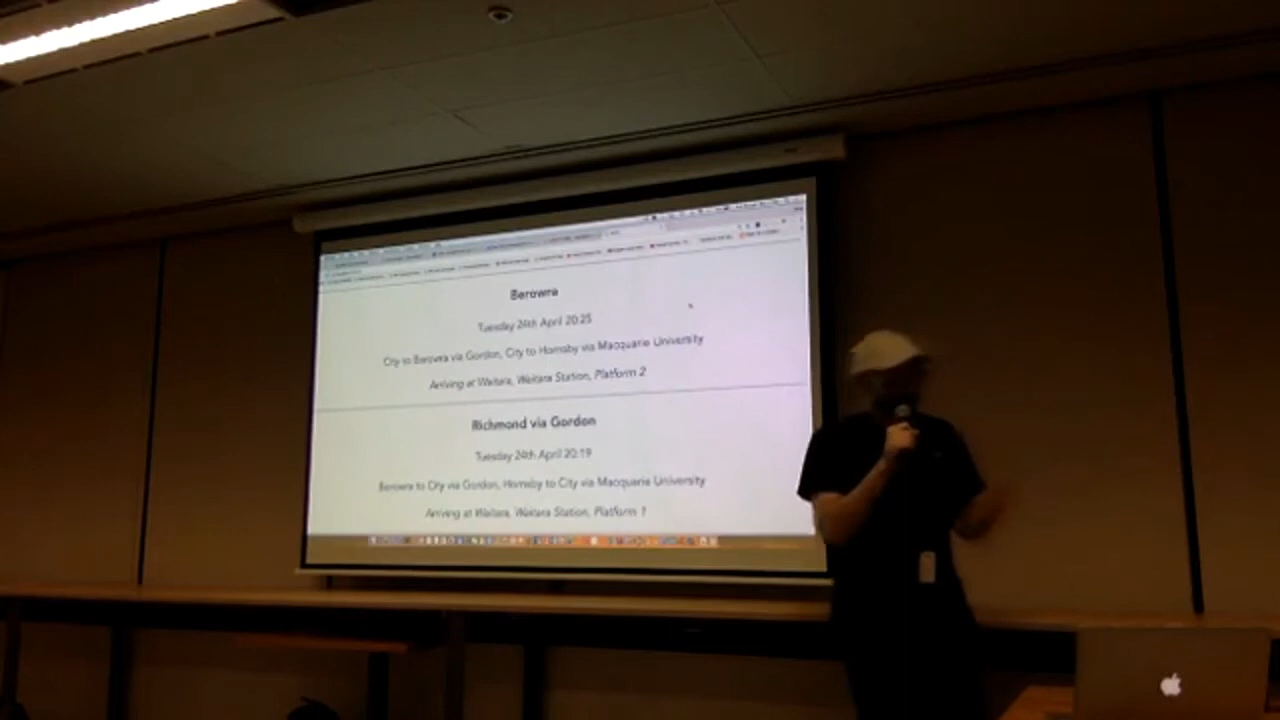 Berowra
Tuesday 24th April 20:25
City to Berowra via Gordon, City to Hornsby via Macquarie University
Arriving at Waitara, Waitara Station, Platform 2
Richmond via Gordon
Tuesday 24th April 20:19
Berowra to City via Gordon, Hornsby to City via Macquarie University
Arriving at Waitara, Waitara Station, Platform 1